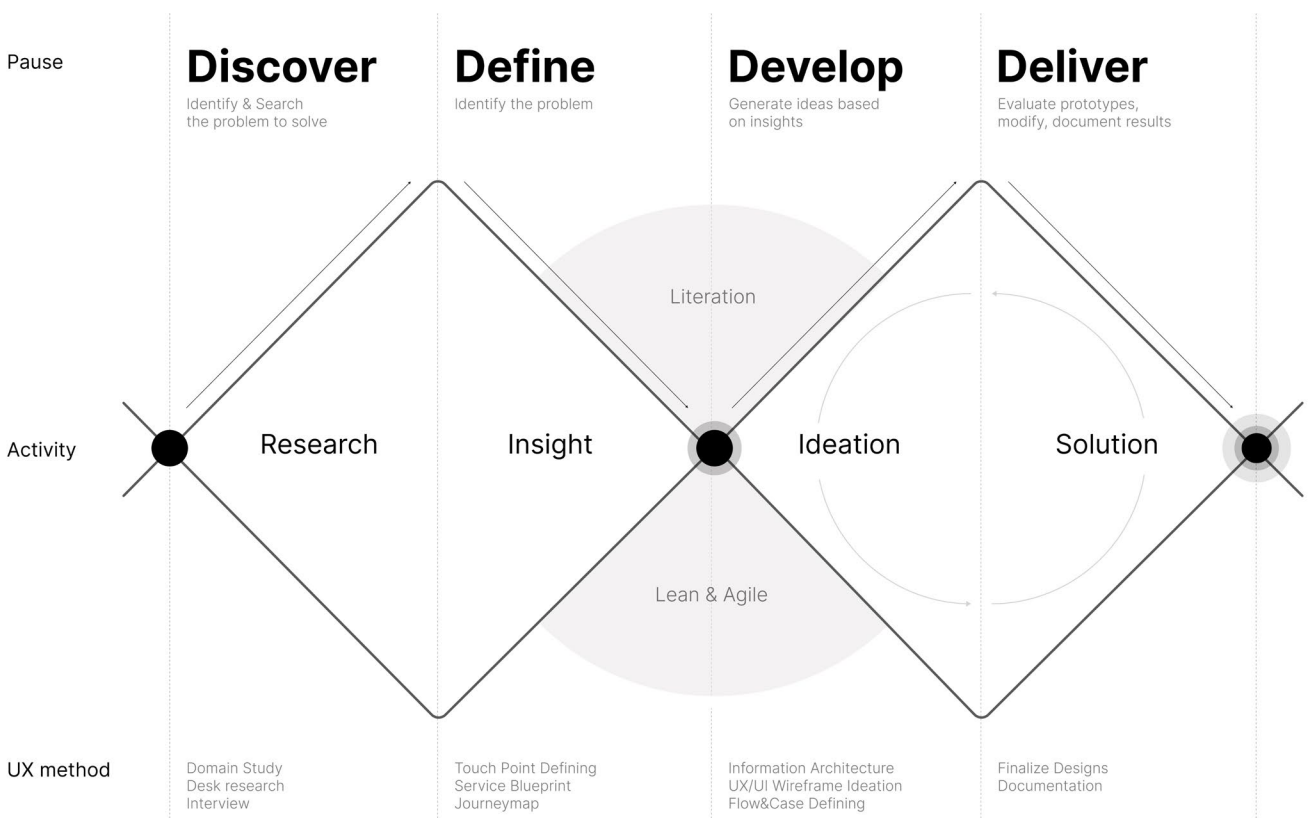 Pause
Discover
Identify & Search
the problem to solve
Define
Identify the problem
Develop
Generate ideas based
on insights
Deliver
Evaluate prototypes,
modify, document results
Literation
Activity
Research
Insight
Ideation
Solution
Lean & Agile
UX method
Domain Study
Desk research
Interview
Touch Point Defining
Service Blueprint
Journeymap
Information Architecture
UX/UI Wireframe Ideation
Flow&Case Defining
Finalize Designs
Documentation